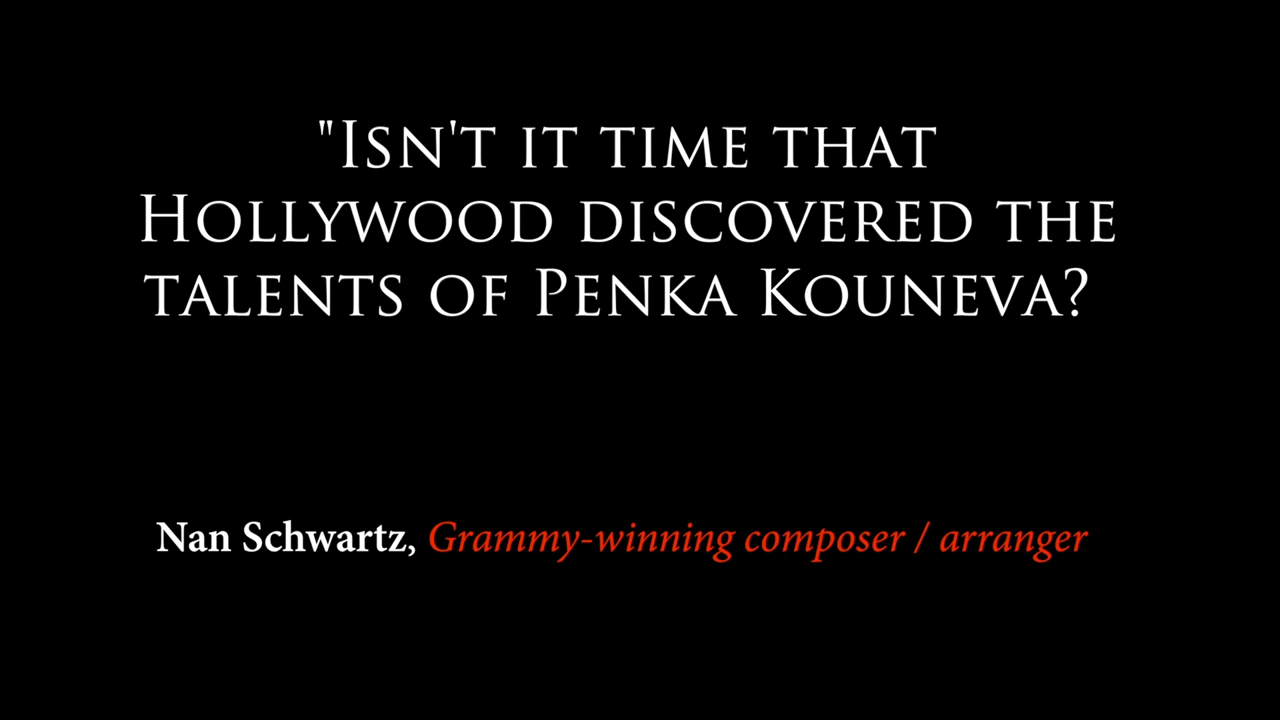 "Isn't it time that
Hollywood discovered the
talents of Penka Kouneva?
Nan Schwartz, Grammy-winning composer / arranger